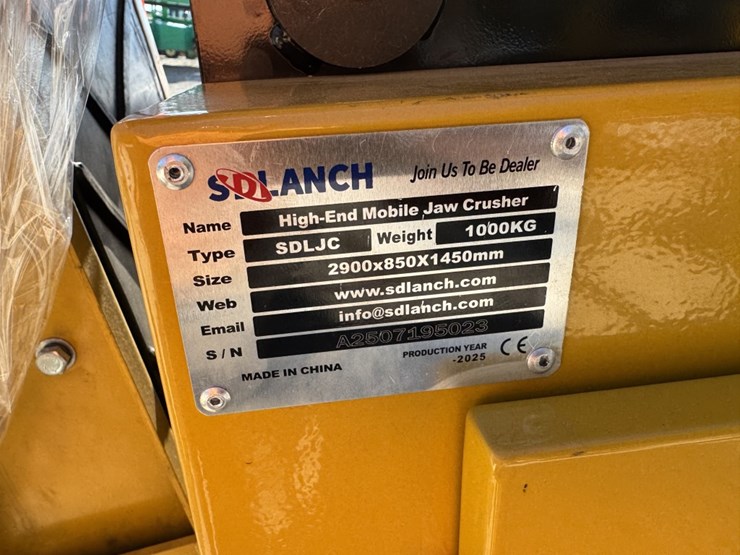 SDLANCH Join Us To Be Dealer
Name High-End Mobile Jaw Crusher
Type SDLJC Weight 1000KG
Size 2900x850X1450mm
Web www.sdlanch.com
Email info@sdlanch.com
S / N A2507195023
MADE IN CHINA PRODUCTION YEAR
-2025 CE